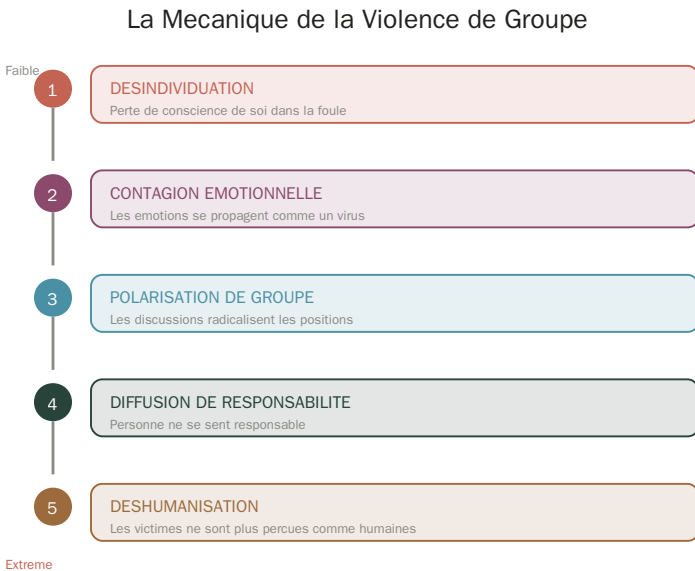 La Mecanique de la Violence de Groupe
Faible
1
DESINDIVIDUATION
Perte de conscience de soi dans la foule
2
CONTAGION EMOTIONNELLE
Les emotions se propagent comme un virus
3
POLARISATION DE GROUPE
Les discussions radicalisent les positions
4
DIFFUSION DE RESPONSABILITE
Personne ne se sent responsable
5
DESHUMANISATION
Les victimes ne sont plus percues comme humaines
Extreme